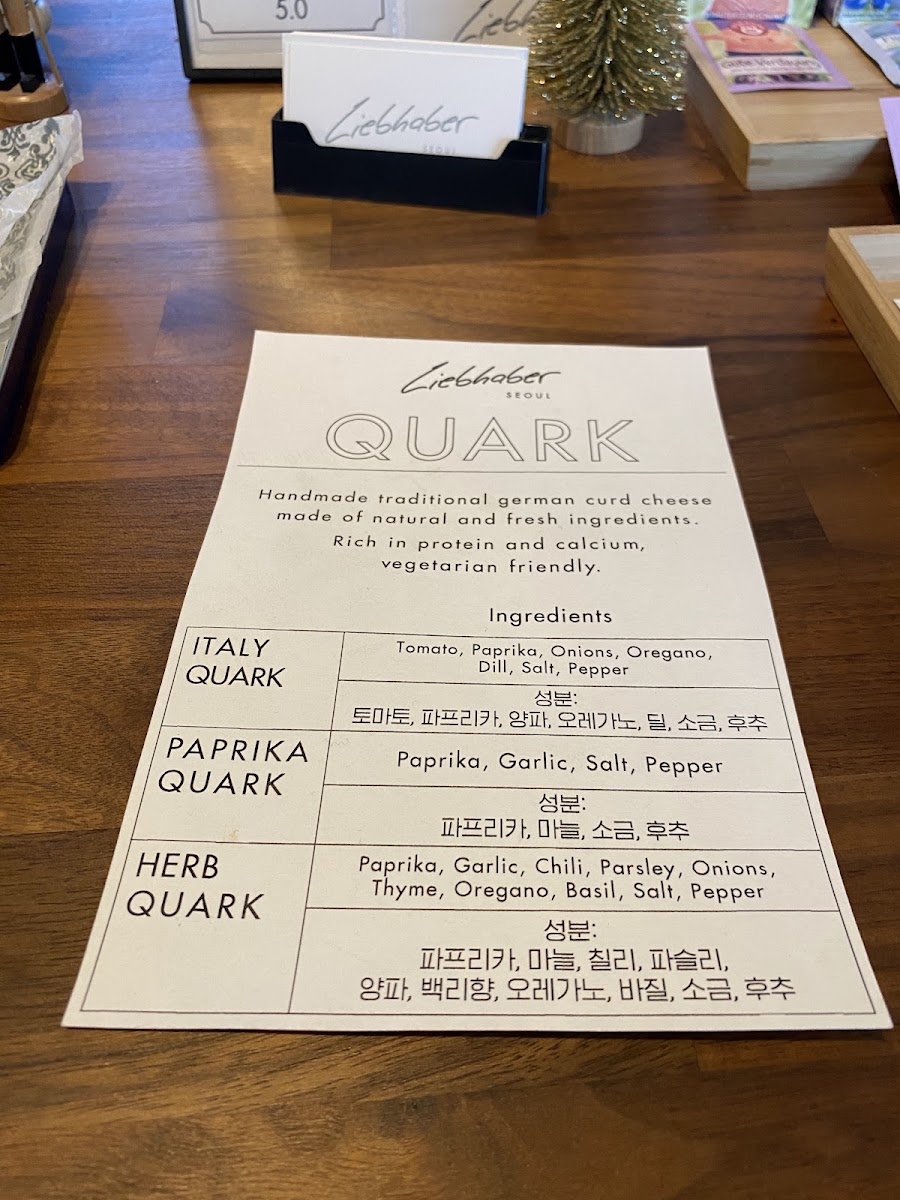 5.0
Liebhaber
SEOUL
Liebhaber
SEOUL
QUARK
Handmade traditional german curd cheese
made of natural and fresh ingredients.
Rich in protein and calcium,
vegetarian friendly.
Ingredients
ITALY
QUARK
Tomato, Paprika, Onions, Oregano,
Dill, Salt, Pepper
성분:
토마토, 파프리카, 양파, 오레가노, 딜, 소금, 후추
PAPRIKA
QUARK
Paprika, Garlic, Salt, Pepper
성분:
파프리카, 마늘, 소금, 후추
HERB
QUARK
Paprika, Garlic, Chili, Parsley, Onions,
Thyme, Oregano, Basil, Salt, Pepper
성분:
파프리카, 마늘, 칠리, 파슬리,
양파, 백리향, 오레가노, 바질, 소금, 후추